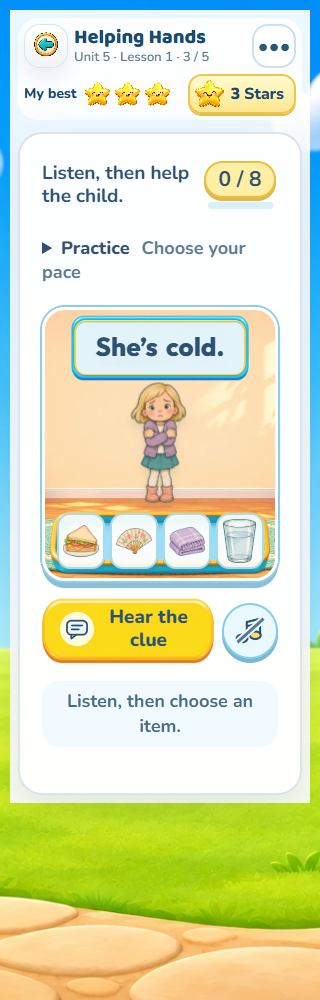 Helping Hands
Unit 5 · Lesson 1 · 3 / 5
My best
3 Stars
Listen, then help
the child.
0 / 8
▶ Practice Choose your
pace
She's cold.
Hear the
clue
Listen, then choose an
item.